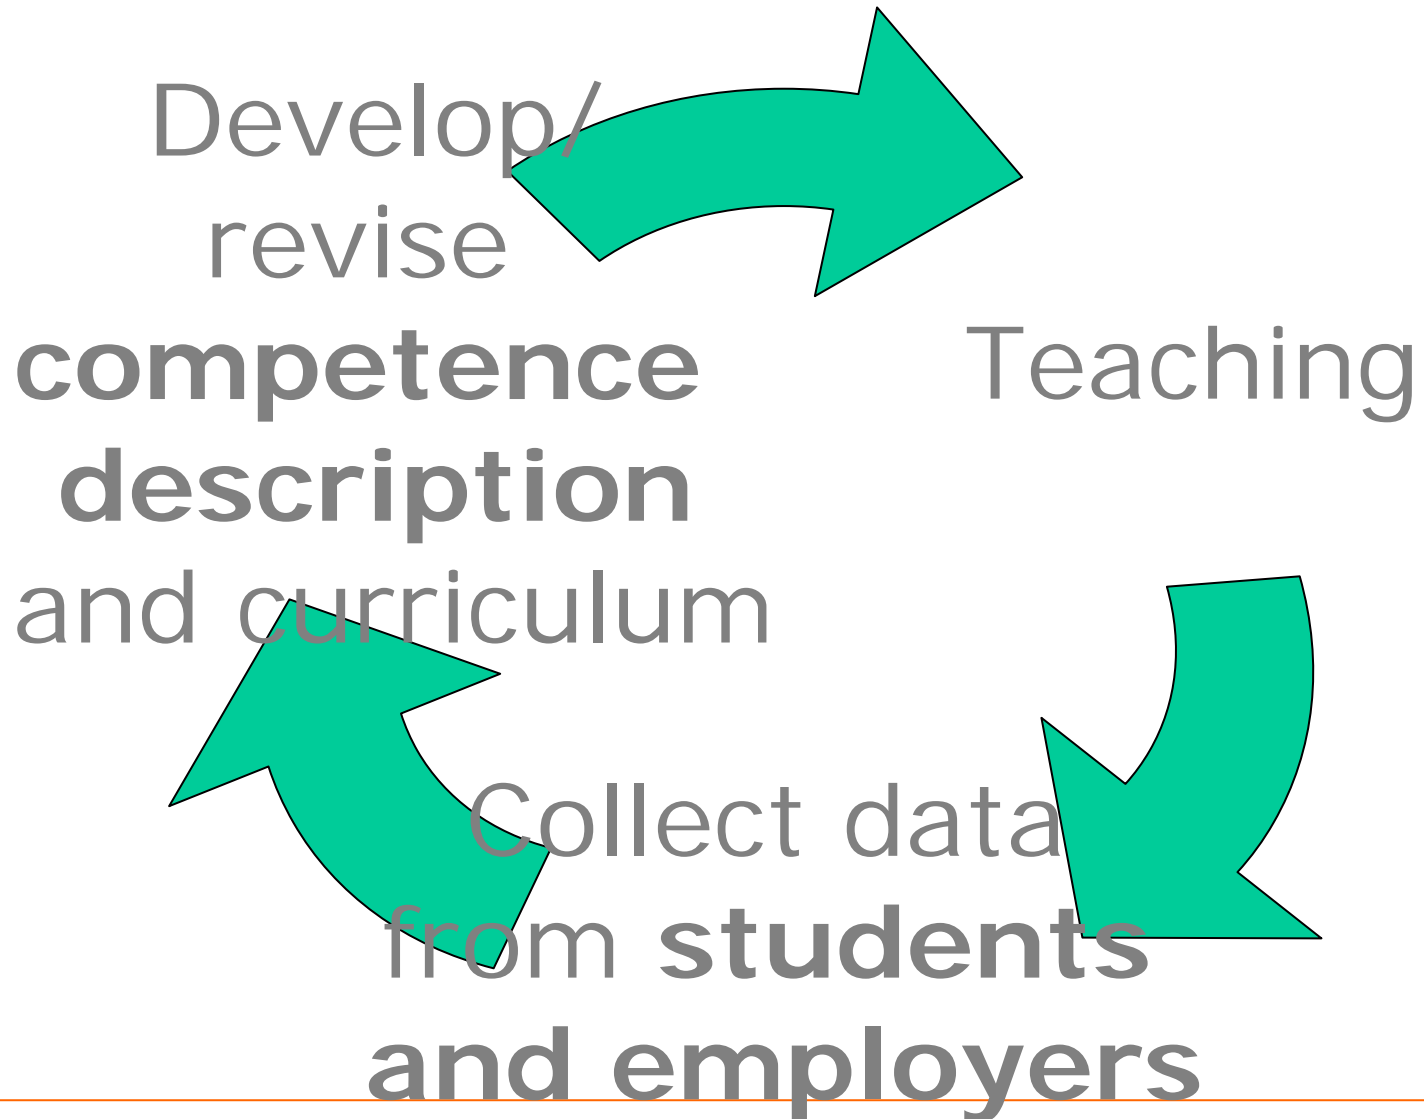 Develop/
revise
competence
description
and curriculum
Teaching
Collect data
from students
and employers